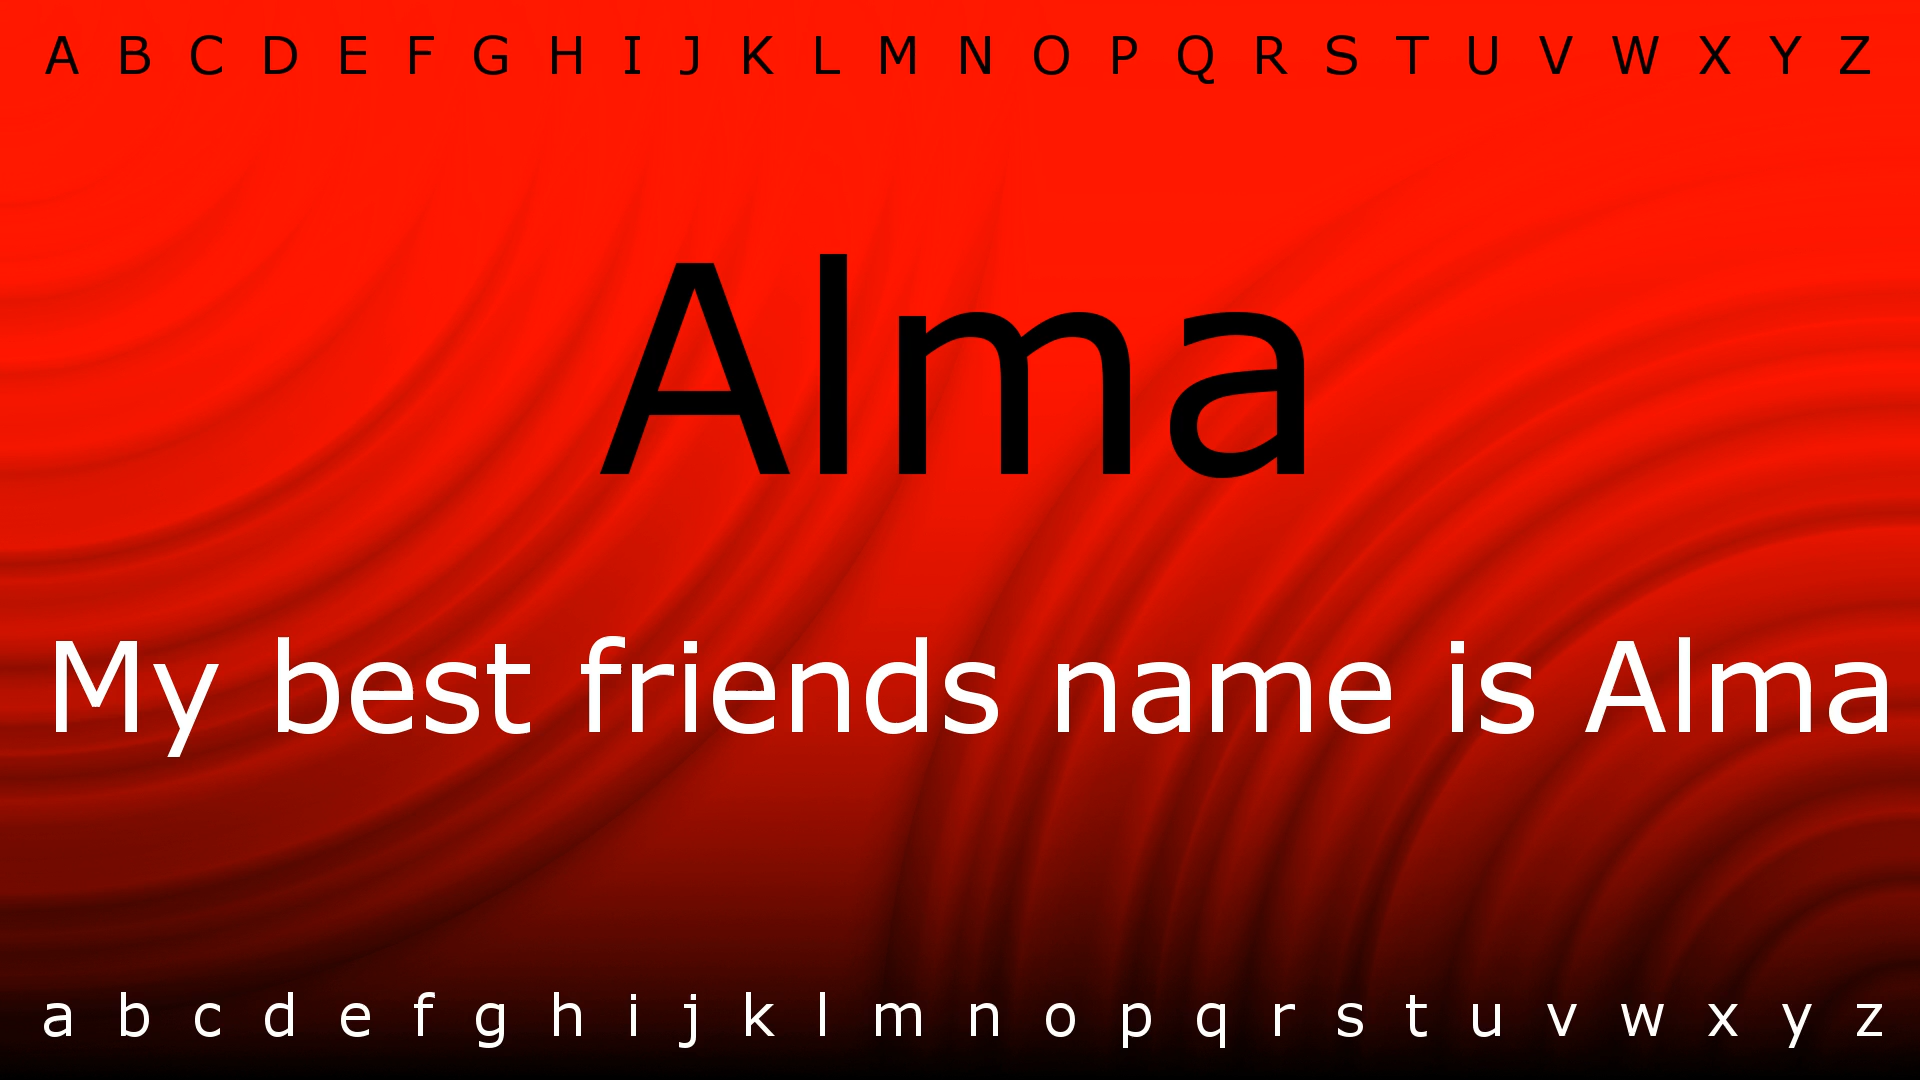 A B C D E F G H I J K L M N O P Q R S T U V W X Y Z
Alma
My best friends name is Alma
a b c d e f g h i j k l m n o p q r s t u v w x y z